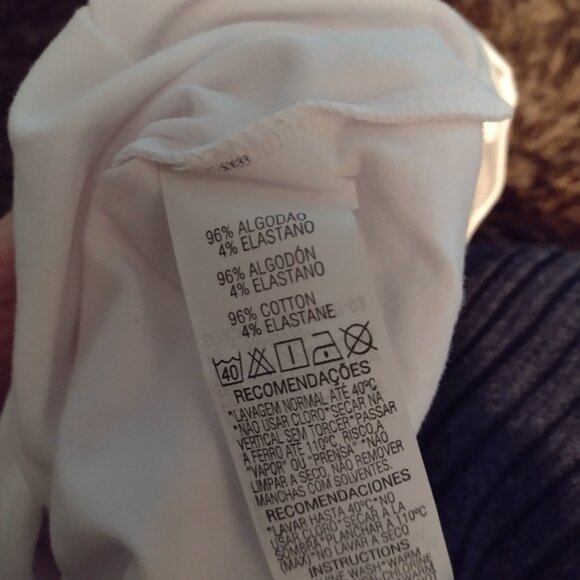 96% ALGODÃO
4% ELASTANO
96% ALGODÓN
4% ELASTANO
96% COTTON
4% ELASTANE
40
RECOMENDAÇÕES
*LAVAGEM NORMAL ATÉ 40ºC
*NÃO USAR CLORO*SECAR NA
VERTICAL SEM TORCER*PASSAR
A FERRO ATÉ 110ºC RISCO A
"VAPOR" OU "PRENSA" *NÃO
LIMPAR A SECO. NÃO REMOVER
MANCHAS COM SOLVENTES.
RECOMENDACIONES
*LAVAR HASTA 40ºC*NO
USAR CLORO*SECAR A LA
SOMBRA*PLANCHAR A 110ºC
(MAX)*NO LAVAR A SECO
INSTRUCTIONS
WASH*WARM